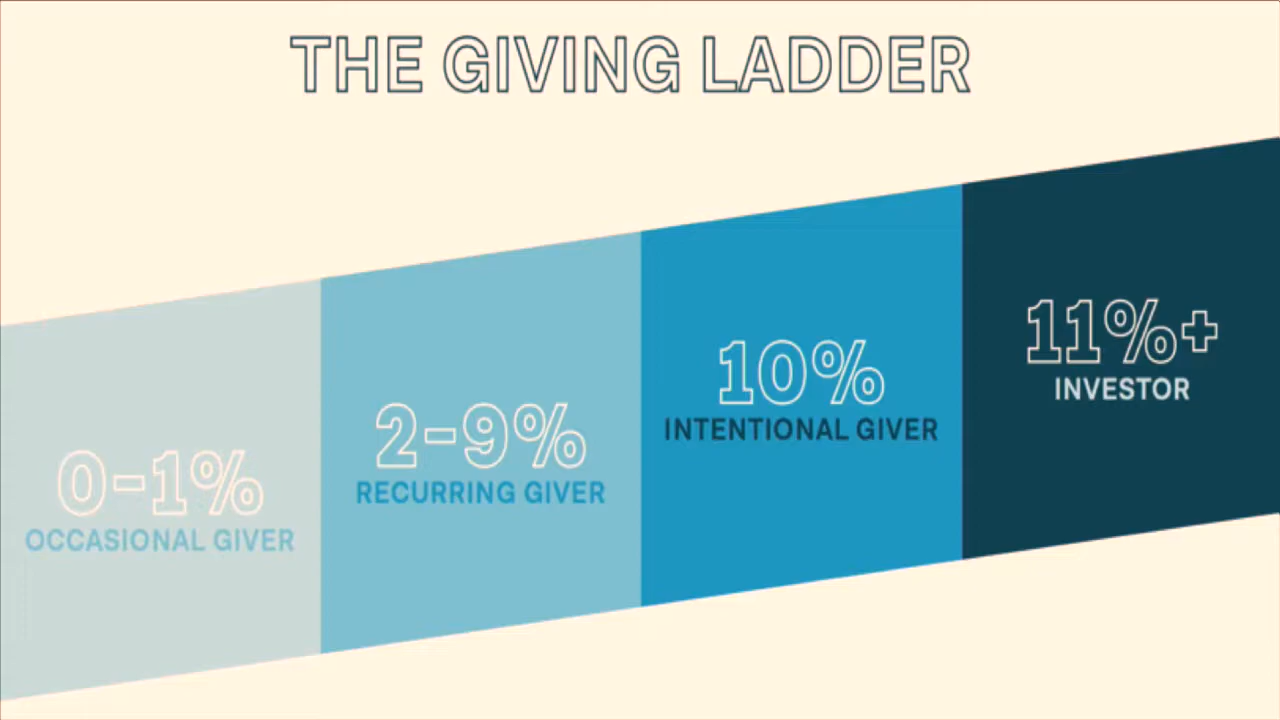 THE GIVING LADDER
0-1%
OCCASIONAL GIVER
2-9%
RECURRING GIVER
10%
INTENTIONAL GIVER
11%+
INVESTOR